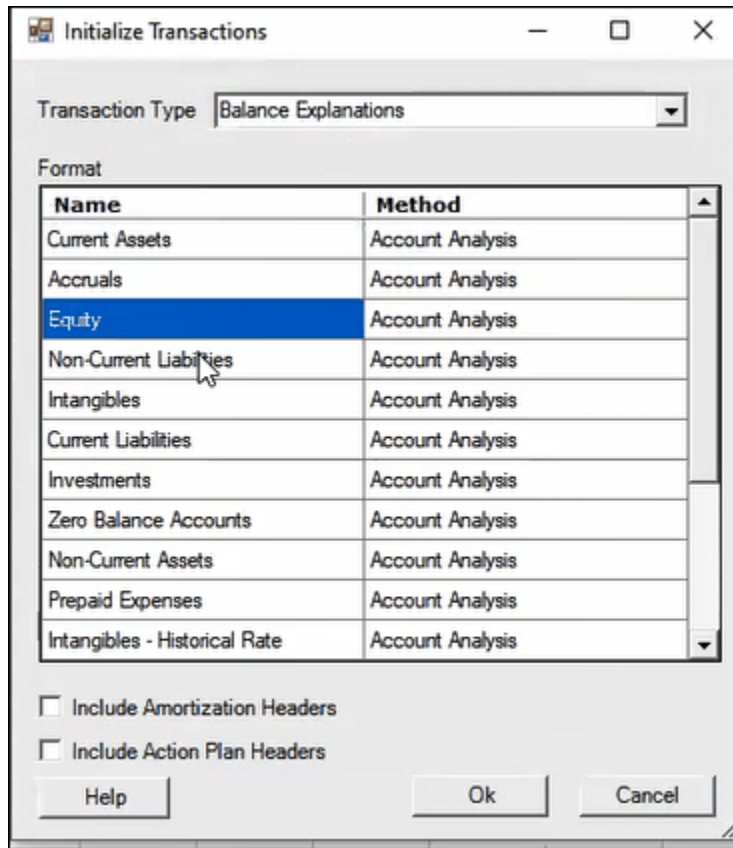 Initialize Transactions
Transaction Type Balance Explanations
Format
Name Method
Current Assets Account Analysis
Accruals Account Analysis
Equity Account Analysis
Non-Current Liabilities Account Analysis
Intangibles Account Analysis
Current Liabilities Account Analysis
Investments Account Analysis
Zero Balance Accounts Account Analysis
Non-Current Assets Account Analysis
Prepaid Expenses Account Analysis
Intangibles - Historical Rate Account Analysis
Include Amortization Headers
Include Action Plan Headers
Help Ok Cancel